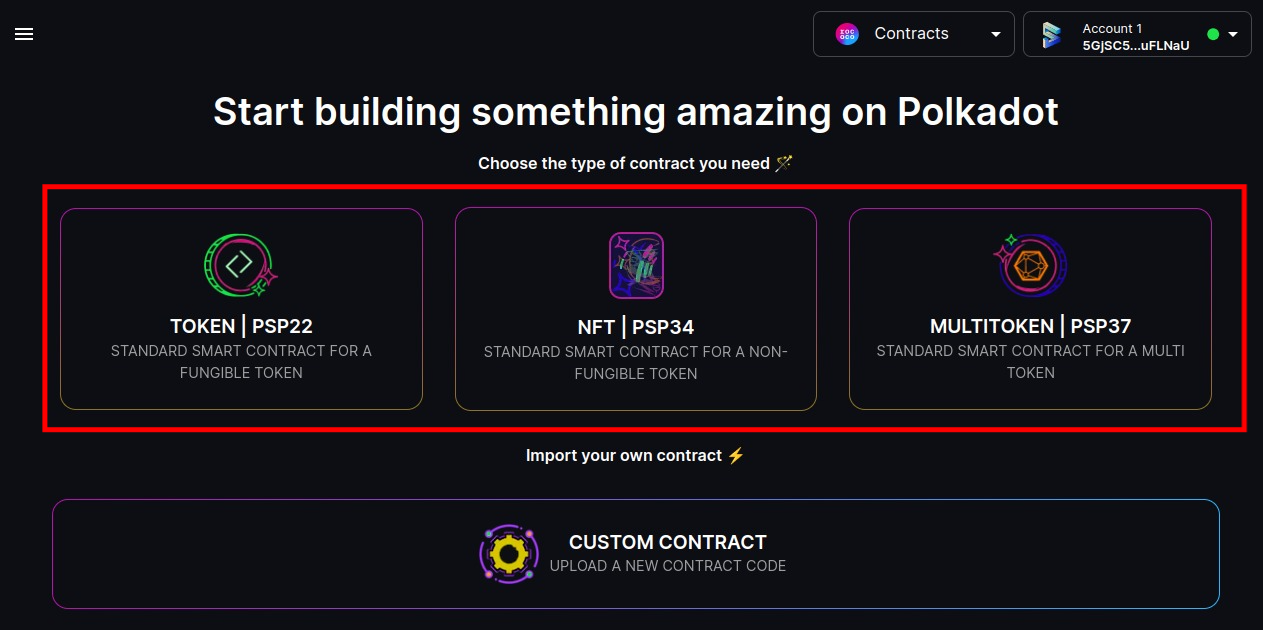 Contracts
Account 1
5GjSC5...uFLNaU
Start building something amazing on Polkadot
Choose the type of contract you need 🪄
TOKEN | PSP22
STANDARD SMART CONTRACT FOR A
FUNGIBLE TOKEN
NFT | PSP34
STANDARD SMART CONTRACT FOR A NON-
FUNGIBLE TOKEN
MULTITOKEN | PSP37
STANDARD SMART CONTRACT FOR A MULTI
TOKEN
Import your own contract ⚡
CUSTOM CONTRACT
UPLOAD A NEW CONTRACT CODE